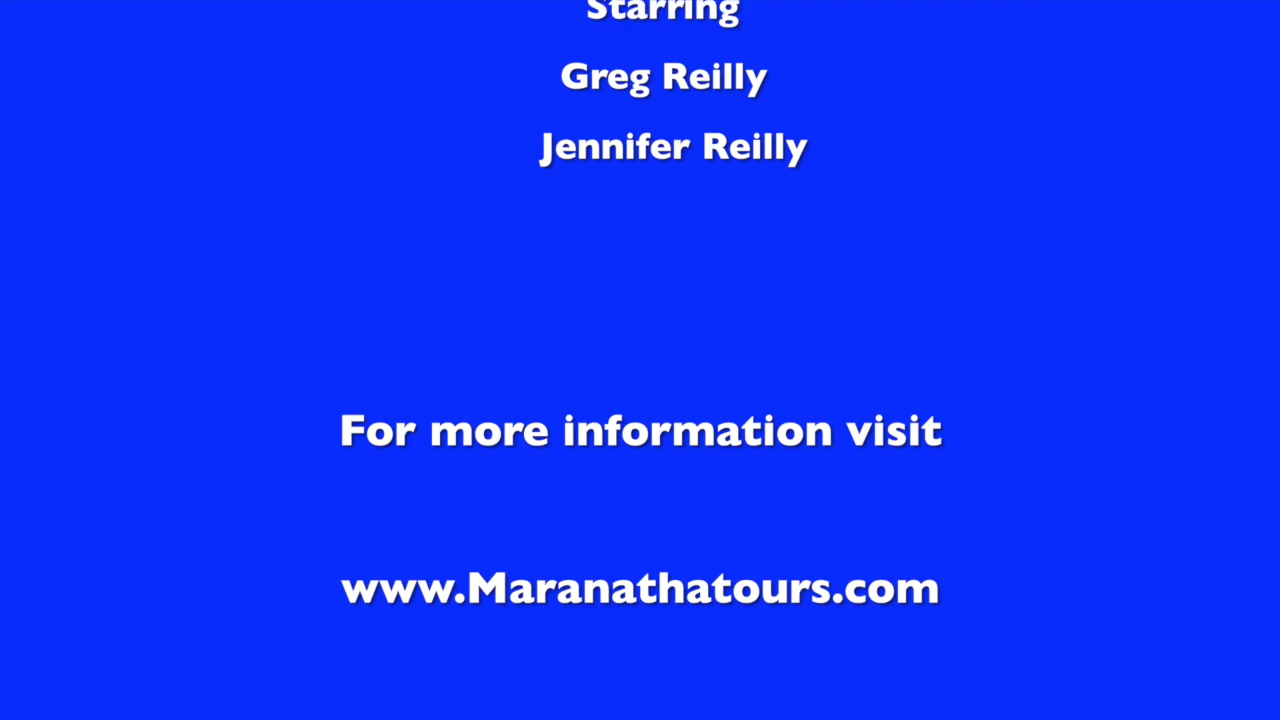 Starring
Greg Reilly
Jennifer Reilly
For more information visit
www.Maranathatours.com